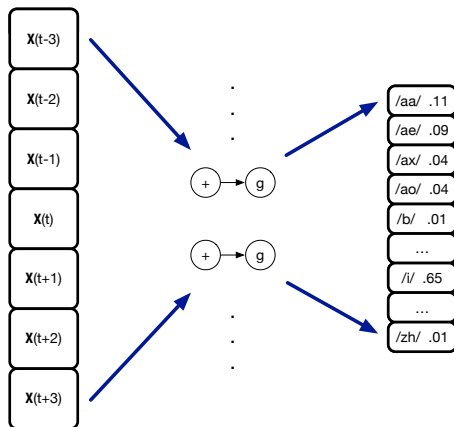 X(t-3)
X(t-2)
X(t-1)
X(t)
X(t+1)
X(t+2)
X(t+3)
+ g
+ g
/aa/ .11
/ae/ .09
/ax/ .04
/ao/ .04
/b/ .01
...
/i/ .65
...
/zh/ .01